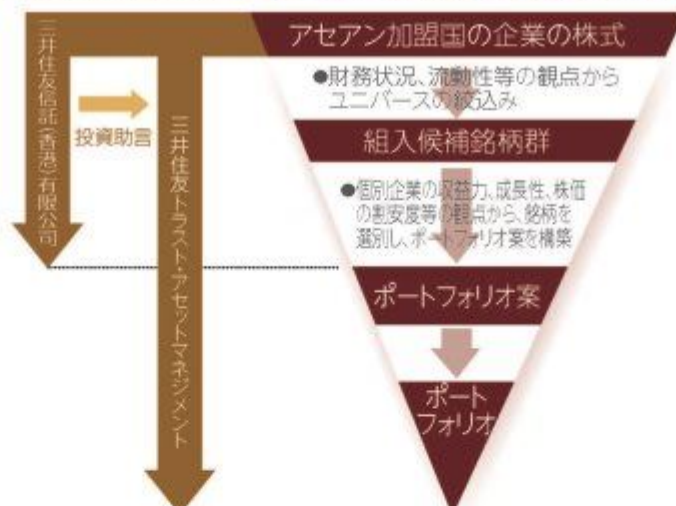 アセアン加盟国の企業の株式
●財務状況、流動性等の観点から
ユニバースの絞込み
組入候補銘柄群
●個別企業の収益力、成長性、株価
の割安度等の観点から、銘柄を
選別し、ポートフォリオ案を構築
ポートフォリオ案
ポート
フォリオ
三井住友信託(香港)有限公司
投資助言
三井住友トラスト・アセットマネジメント